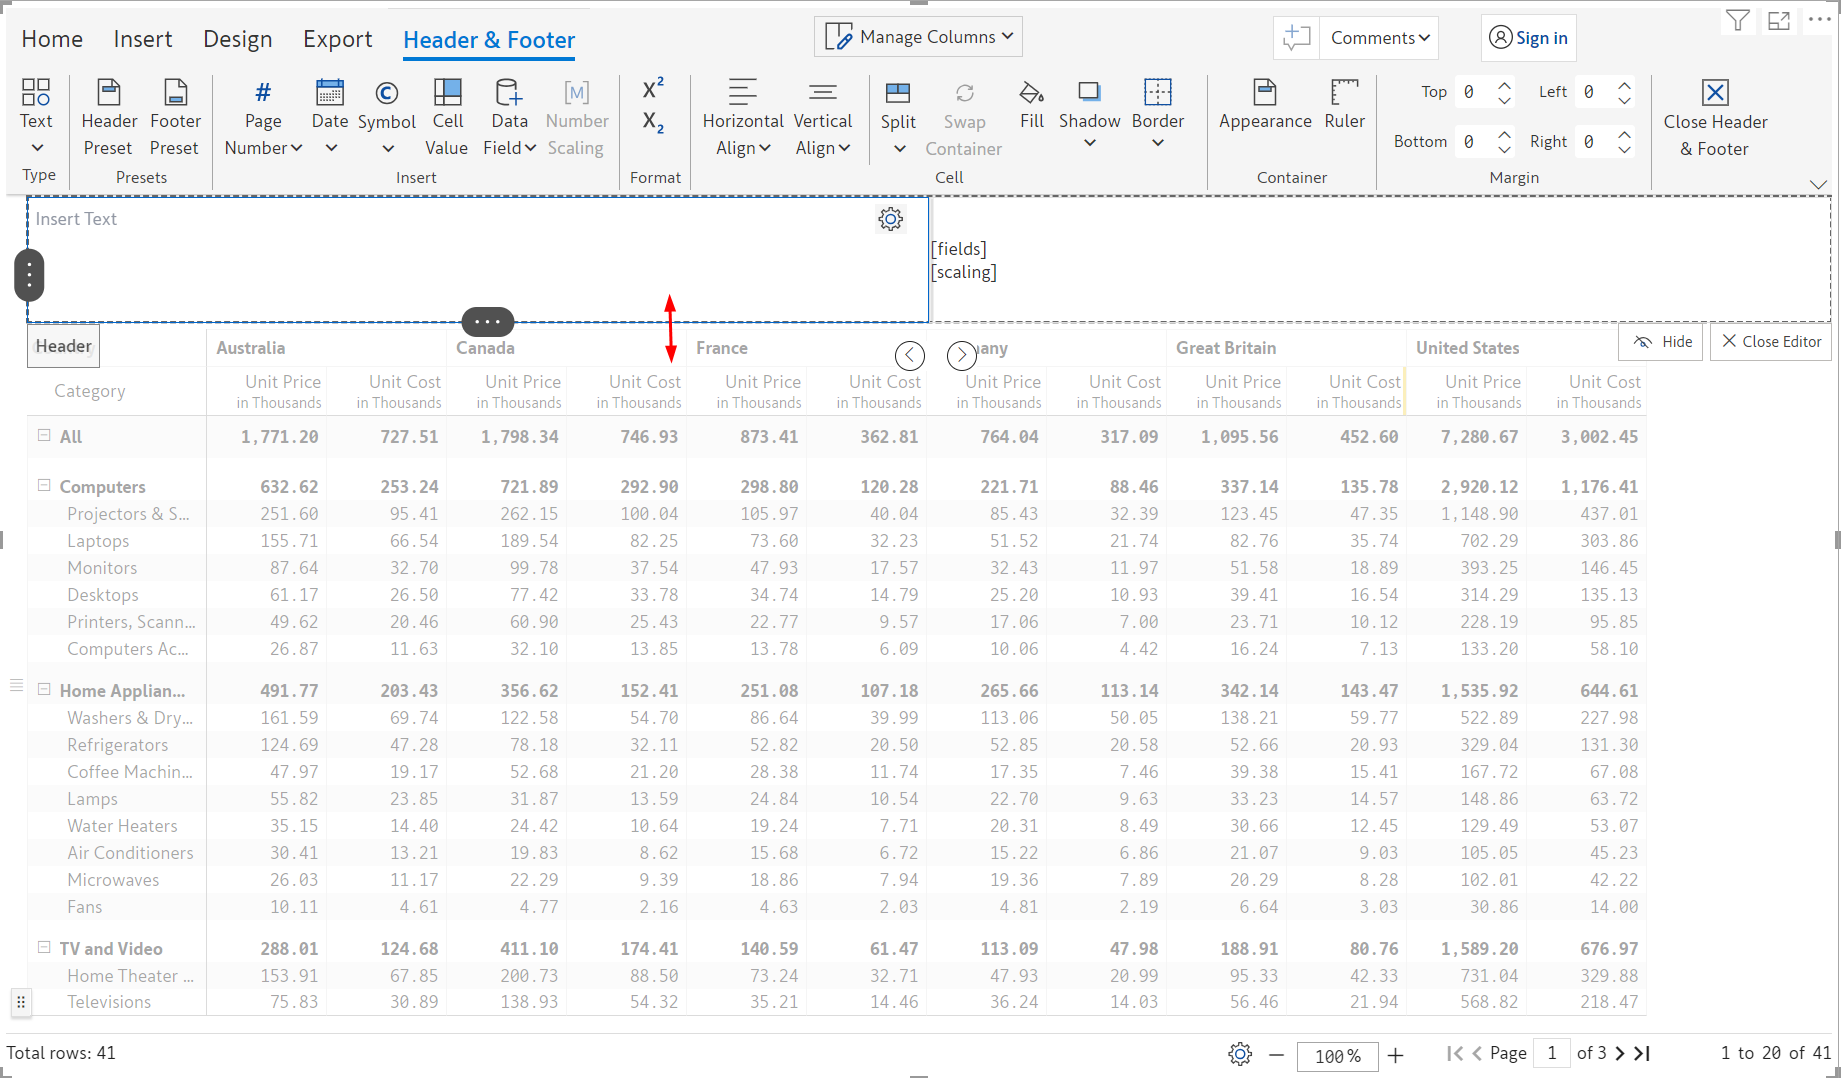 Home Insert Design Export Header & Footer Manage Columns Comments Sign in
Text Header Preset Footer Preset # Page Number Date Symbol Cell Value Data Field [M] Number Scaling X² X₂ Horizontal Align Vertical Align Split Swap Container Fill Shadow Border Appearance Ruler Top 0 Left 0 Bottom 0 Right 0 Close Header & Footer
Type Presets Insert Format Cell Container Margin
Insert Text
[fields]
[scaling]
Header Australia Canada France any Great Britain United States Hide Close Editor
Category Unit Price Unit Cost Unit Price Unit Cost Unit Price Unit Cost Unit Price Unit Cost Unit Price Unit Cost Unit Price Unit Cost
in Thousands in Thousands in Thousands in Thousands in Thousands in Thousands in Thousands in Thousands in Thousands in Thousands in Thousands in Thousands
All 1,771.20 727.51 1,798.34 746.93 873.41 362.81 764.04 317.09 1,095.56 452.60 7,280.67 3,002.45
Computers 632.62 253.24 721.89 292.90 298.80 120.28 221.71 88.46 337.14 135.78 2,920.12 1,176.41
Projectors & S... 251.60 95.41 262.15 100.04 105.97 40.04 85.43 32.39 123.45 47.35 1,148.90 437.01
Laptops 155.71 66.54 189.54 82.25 73.60 32.23 51.52 21.74 82.76 35.74 702.29 303.86
Monitors 87.64 32.70 99.78 37.54 47.93 17.57 32.43 11.97 51.58 18.89 393.25 146.45
Desktops 61.17 26.50 77.42 33.78 34.74 14.79 25.20 10.93 39.41 16.54 314.29 135.13
Printers, Scann... 49.62 20.46 60.90 25.43 22.77 9.57 17.06 7.00 23.71 10.12 228.19 95.85
Computers Ac... 26.87 11.63 32.10 13.85 13.78 6.09 10.06 4.42 16.24 7.13 133.20 58.10
Home Applian... 491.77 203.43 356.62 152.41 251.08 107.18 265.66 113.14 342.14 143.47 1,535.92 644.61
Washers & Dry... 161.59 69.74 122.58 54.70 86.64 39.99 113.06 50.05 138.21 59.77 522.89 227.98
Refrigerators 124.69 47.28 78.18 32.11 52.82 20.50 52.85 20.58 52.66 20.93 329.04 131.30
Coffee Machin... 47.97 19.17 52.68 21.20 28.38 11.74 17.35 7.46 39.38 15.41 167.72 67.08
Lamps 55.82 23.85 31.87 13.59 24.84 10.54 22.70 9.63 33.23 14.57 148.86 63.72
Water Heaters 35.15 14.40 24.42 10.64 19.24 7.71 20.31 8.49 30.66 12.45 129.49 53.07
Air Conditioners 30.41 13.21 19.83 8.62 15.68 6.72 15.22 6.86 21.07 9.03 105.05 45.23
Microwaves 26.03 11.17 22.29 9.39 18.86 7.94 19.36 7.89 20.29 8.28 102.01 42.22
Fans 10.11 4.61 4.77 2.16 4.63 2.03 4.81 2.19 6.64 3.03 30.86 14.00
TV and Video 288.01 124.68 411.10 174.41 140.59 61.47 113.09 47.98 188.91 80.76 1,589.20 676.97
Home Theater ... 153.91 67.85 200.73 88.50 73.24 32.71 47.93 20.99 95.33 42.33 731.04 329.88
Televisions 75.83 30.89 138.93 54.32 35.21 14.46 36.24 14.03 56.46 21.94 568.82 218.47
Total rows: 41 100% Page 1 of 3 1 to 20 of 41